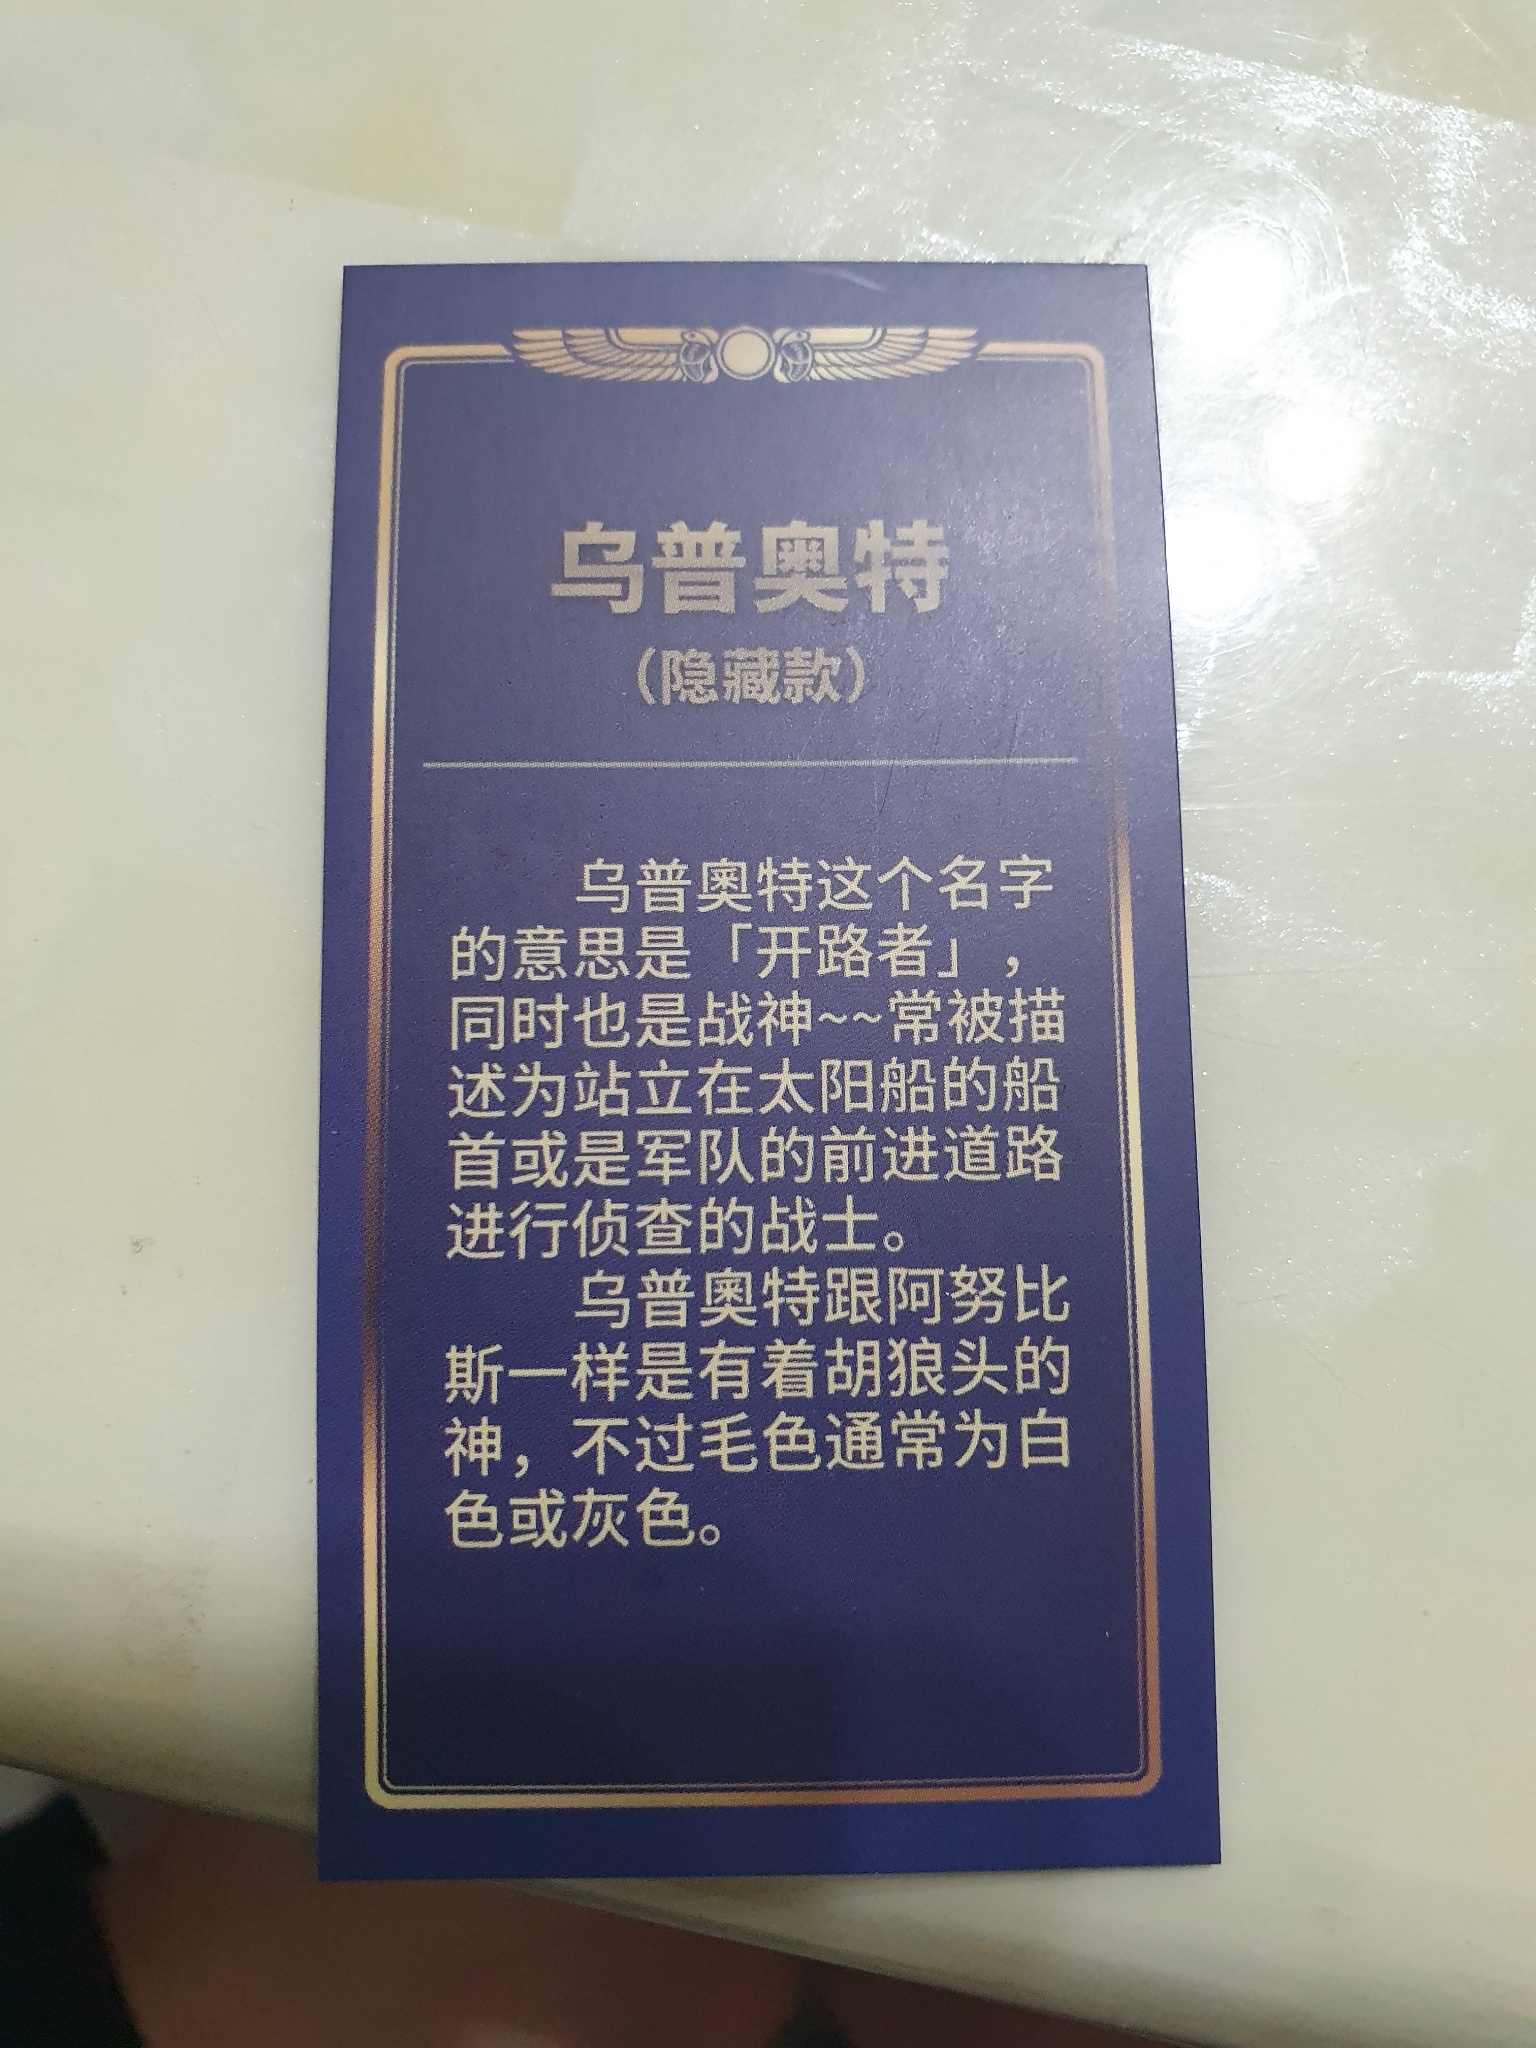 乌普奥特
（隐藏款）
乌普奥特这个名字
的意思是「开路者」，
同时也是战神~~常被描
述为站立在太阳船的船
首或是军队的前进道路
进行侦查的战士。
乌普奥特跟阿努比
斯一样是有着胡狼头的
神，不过毛色通常为白
色或灰色。